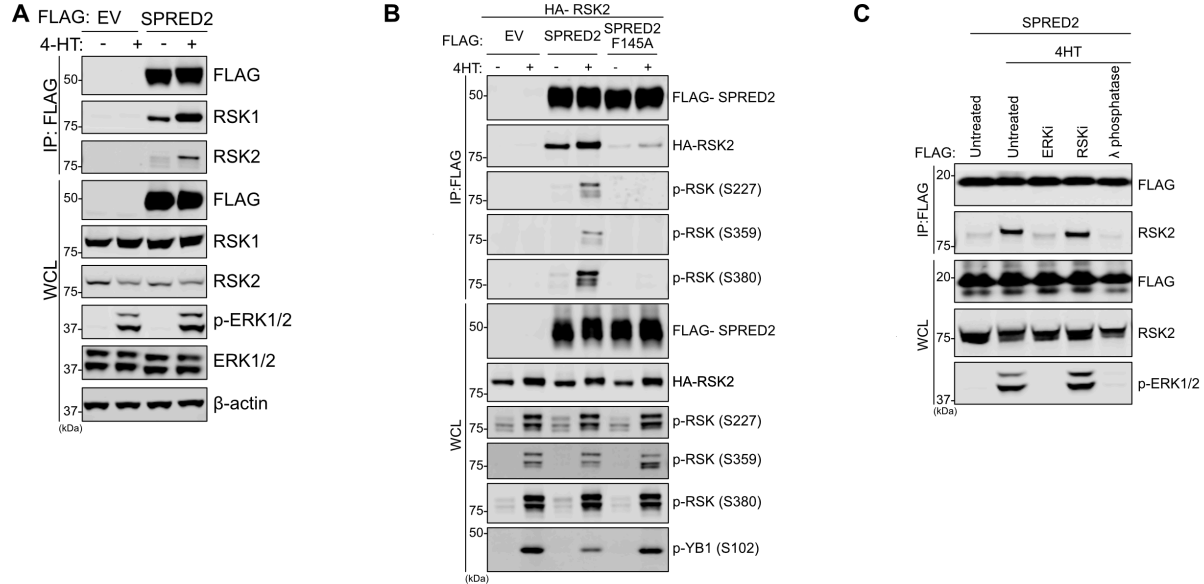 A
FLAG: EV SPRED2
4-HT: - + - +
IP: FLAG
50- FLAG
75- RSK1
75- RSK2
WCL
50- FLAG
75- RSK1
75- RSK2
37- p-ERK1/2
37- ERK1/2
37- β-actin
(kDa)
B
HA- RSK2
FLAG: EV SPRED2 SPRED2 F145A
4HT: - + - + - +
IP:FLAG
50- FLAG- SPRED2
75- HA-RSK2
75- p-RSK (S227)
75- p-RSK (S359)
75- p-RSK (S380)
WCL
50- FLAG- SPRED2
75- HA-RSK2
75- p-RSK (S227)
75- p-RSK (S359)
75- p-RSK (S380)
50- p-YB1 (S102)
(kDa)
C
SPRED2
4HT
FLAG: Untreated Untreated ERKi RSKi λ phosphatase
IP:FLAG
20- FLAG
75- RSK2
WCL
20- FLAG
75- RSK2
37- p-ERK1/2
(kDa)